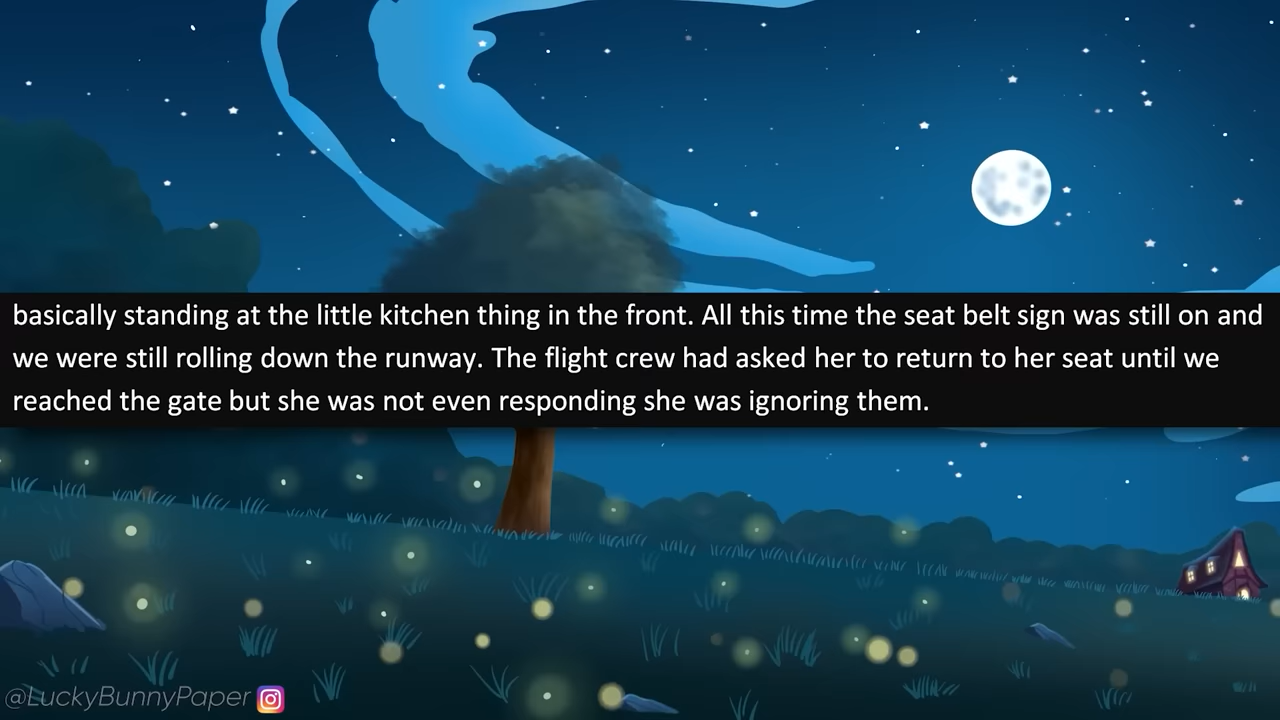 basically standing at the little kitchen thing in the front. All this time the seat belt sign was still on and
we were still rolling down the runway. The flight crew had asked her to return to her seat until we
reached the gate but she was not even responding she was ignoring them.
@LuckyBunnyPaper